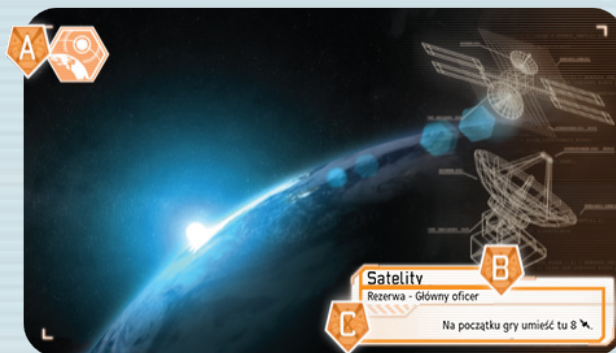 A
B
Satelity
Rezerwa - Główny oficer
C
Na początku gry umieść tu 8 .